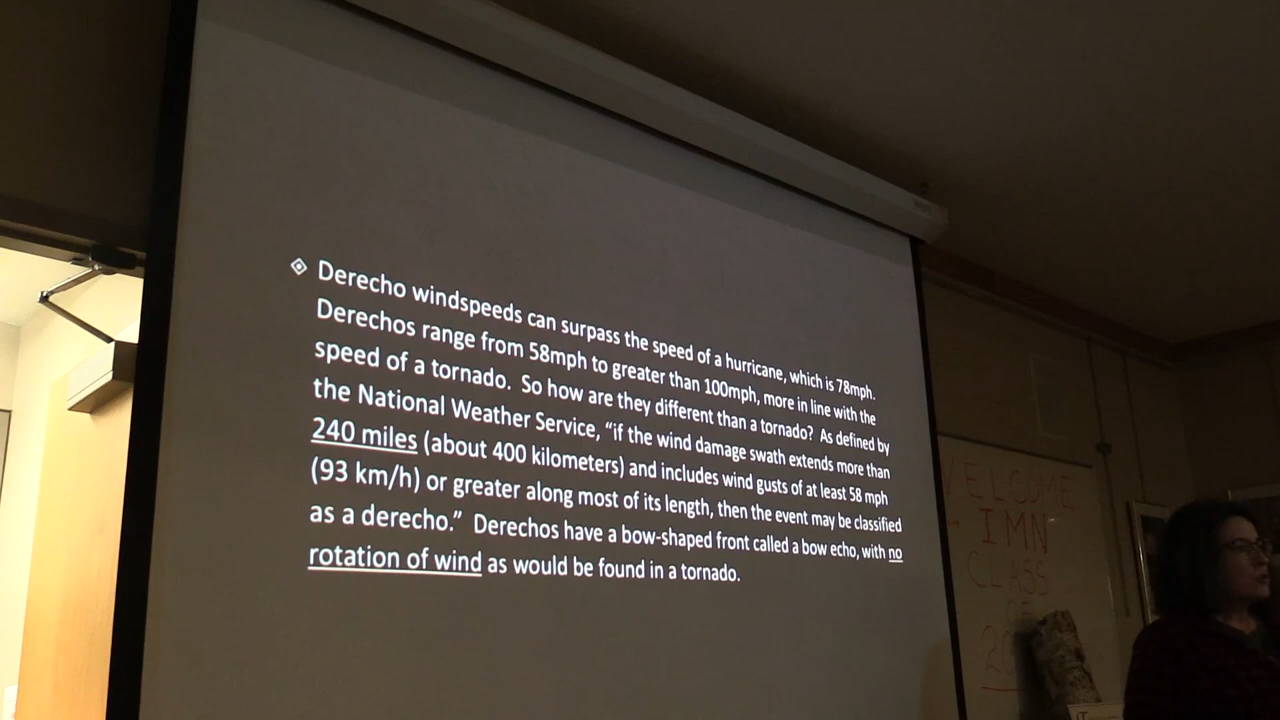 Derecho windspeeds can surpass the speed of a hurricane, which is 78mph.
Derechos range from 58mph to greater than 100mph, more in line with the
speed of a tornado. So how are they different than a tornado? As defined by
the National Weather Service, “if the wind damage swath extends more than
240 miles (about 400 kilometers) and includes wind gusts of at least 58 mph
(93 km/h) or greater along most of its length, then the event may be classified
as a derecho.” Derechos have a bow-shaped front called a bow echo, with no
rotation of wind as would be found in a tornado.
WELCOME
IMN
CLASS
OF